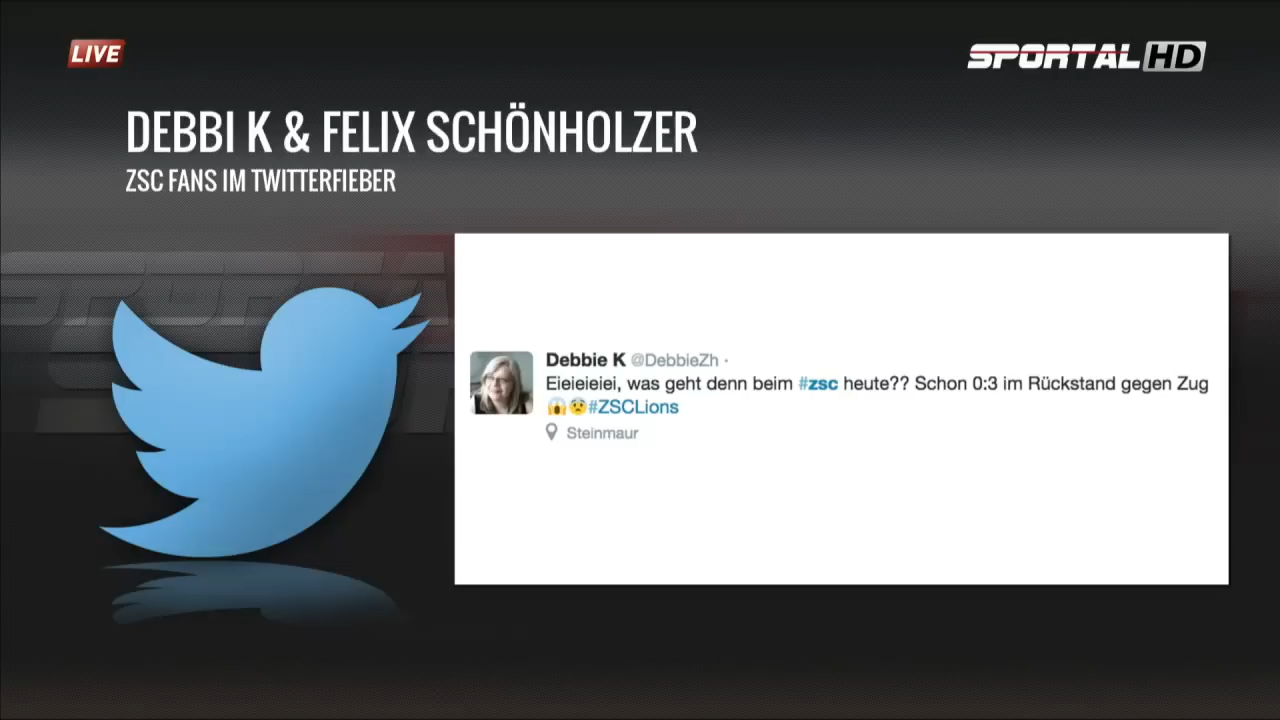 LIVE
SPORTAL HD
DEBBI K & FELIX SCHÖNHOLZER
ZSC FANS IM TWITTERFIEBER
Debbie K @DebbieZh ·
Eieieieiei, was geht denn beim #zsc heute?? Schon 0:3 im Rückstand gegen Zug
😱😨#ZSCLions
Steinmaur